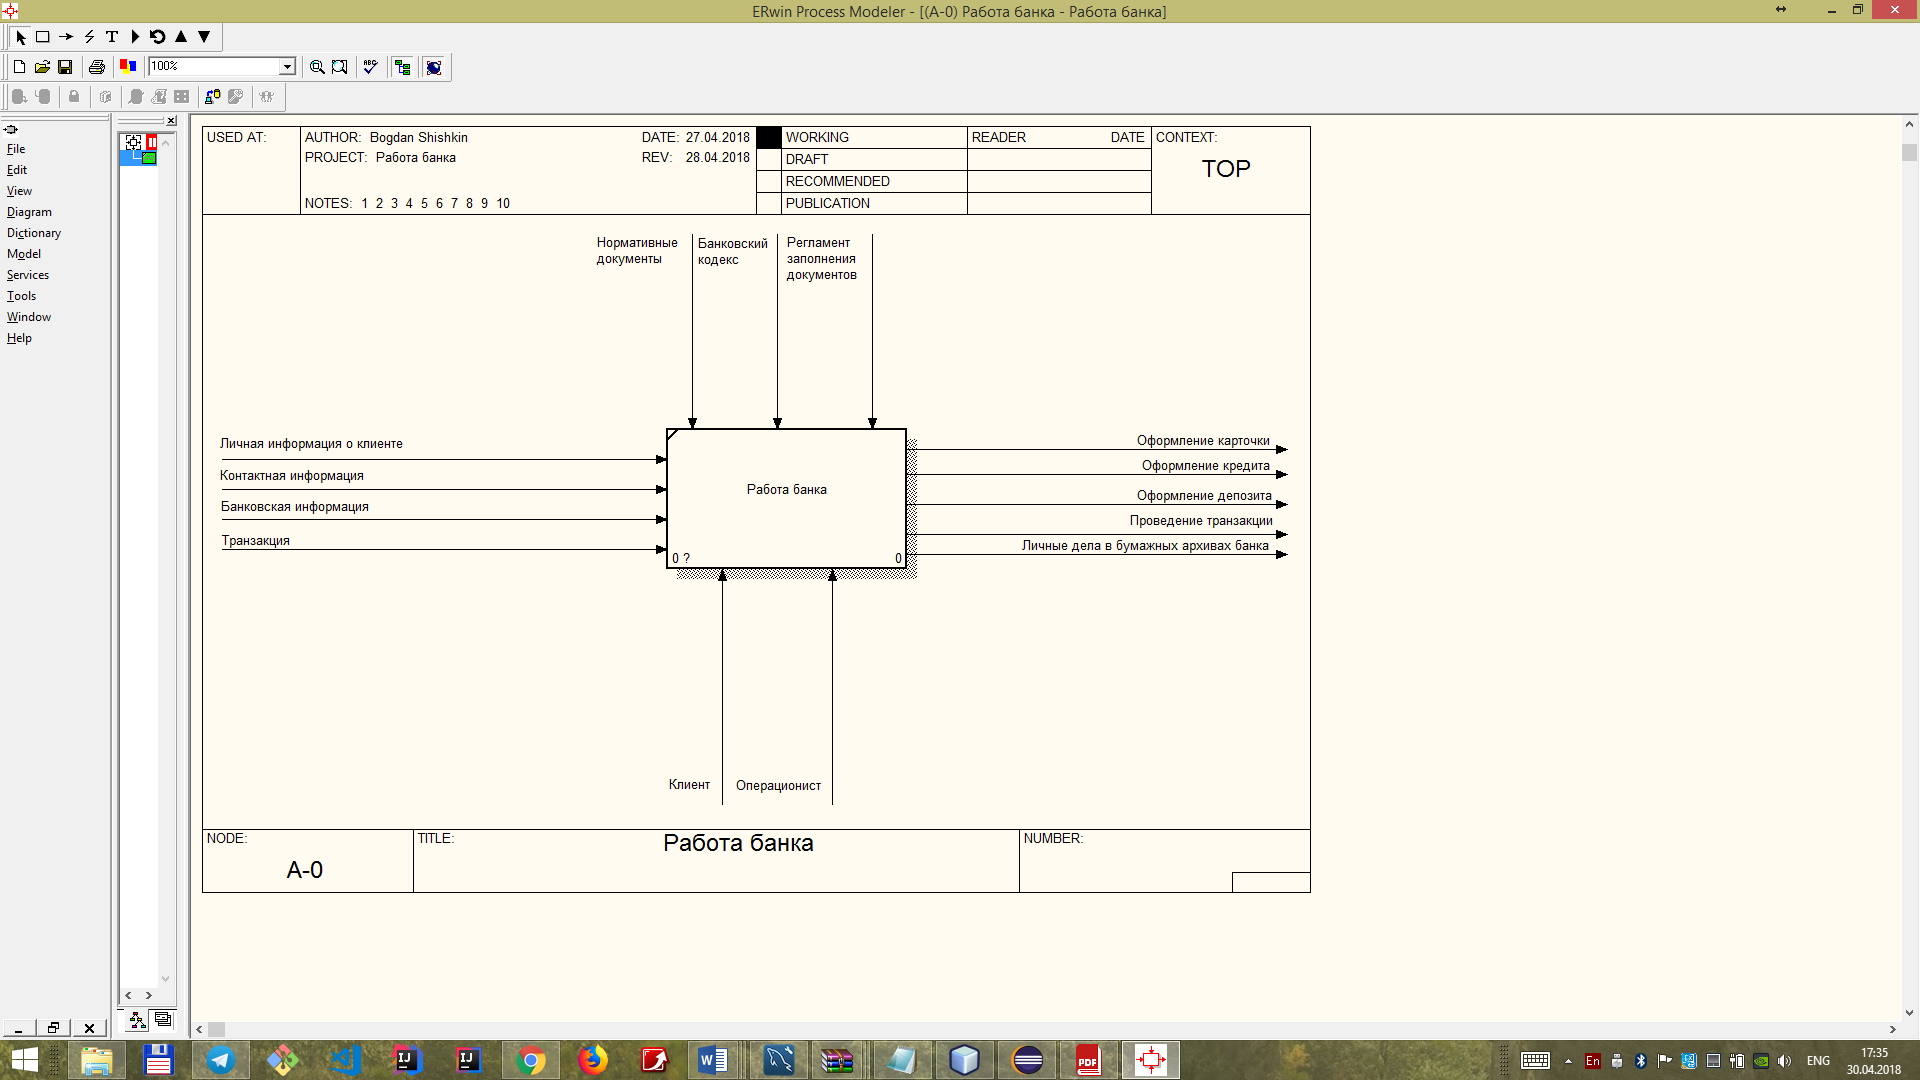 ERwin Process Modeler - [(A-0) Работа банка - Работа банка]
100%
File
Edit
View
Diagram
Dictionary
Model
Services
Tools
Window
Help
USED AT:
AUTHOR: Bogdan Shishkin
DATE: 27.04.2018
PROJECT: Работа банка
REV: 28.04.2018
NOTES: 1 2 3 4 5 6 7 8 9 10
WORKING
DRAFT
RECOMMENDED
PUBLICATION
READER DATE
CONTEXT:
TOP
Нормативные
документы
Банковский
кодекс
Регламент
заполнения
документов
Личная информация о клиенте
Контактная информация
Банковская информация
Транзакция
Работа банка
0 ?
0
Оформление карточки
Оформление кредита
Оформление депозита
Проведение транзакции
Личные дела в бумажных архивах банка
Клиент
Операционист
NODE:
A-0
TITLE:
Работа банка
NUMBER:
En
ENG
17:35
30.04.2018